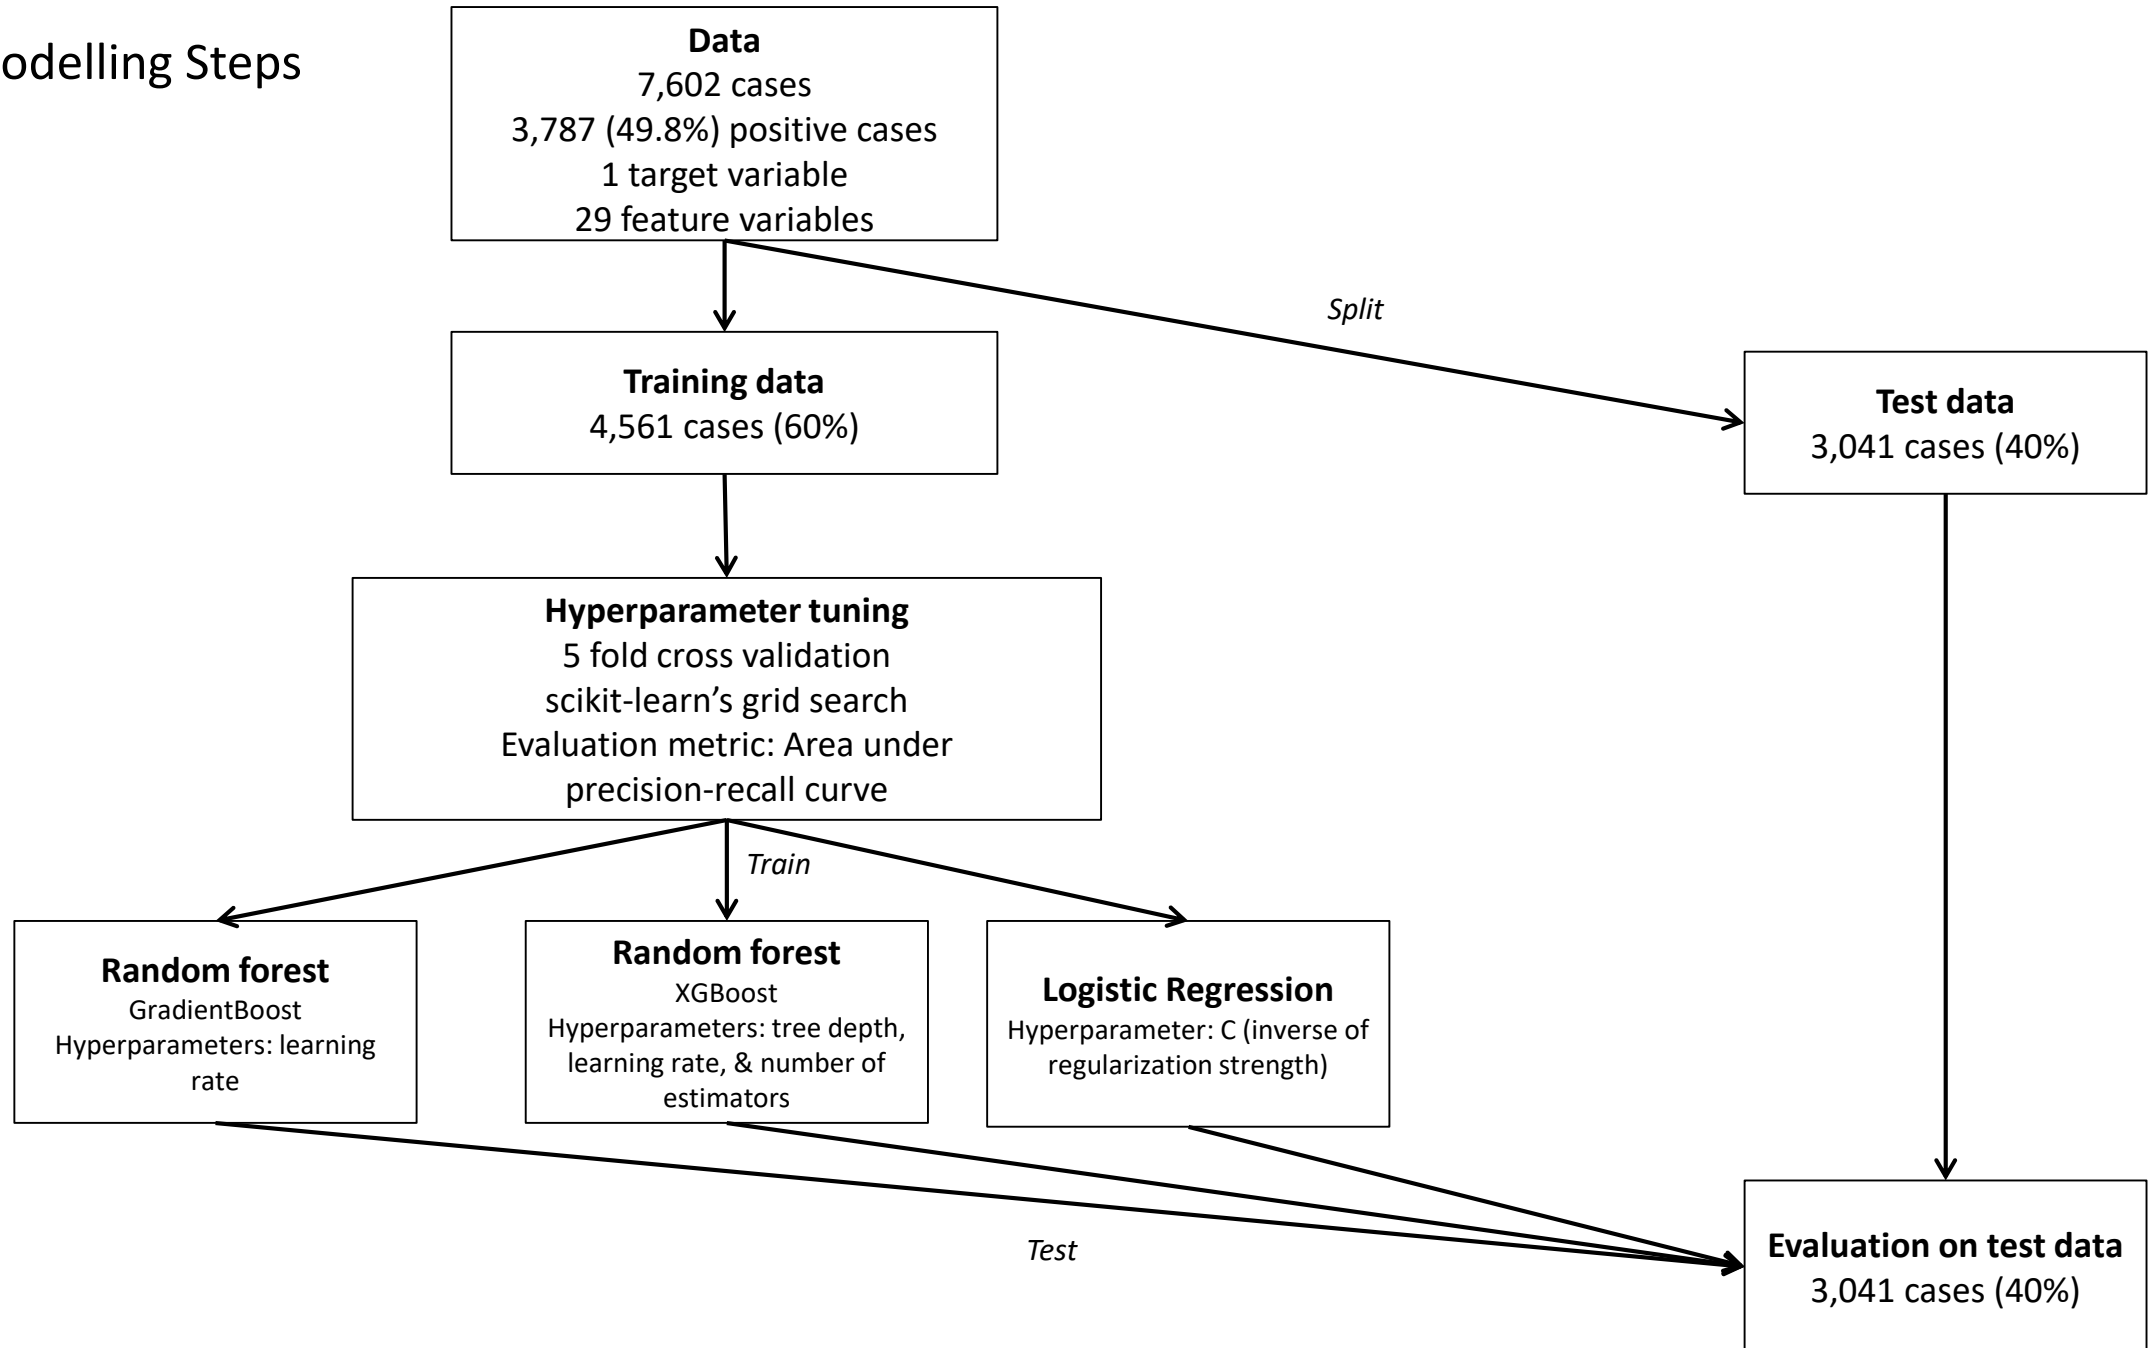 odelling Steps
Data
7,602 cases
3,787 (49.8%) positive cases
1 target variable
29 feature variables
Split
Training data
4,561 cases (60%)
Test data
3,041 cases (40%)
Hyperparameter tuning
5 fold cross validation
scikit-learn’s grid search
Evaluation metric: Area under
precision-recall curve
Train
Random forest
GradientBoost
Hyperparameters: learning
rate
Random forest
XGBoost
Hyperparameters: tree depth,
learning rate, & number of
estimators
Logistic Regression
Hyperparameter: C (inverse of
regularization strength)
Test
Evaluation on test data
3,041 cases (40%)